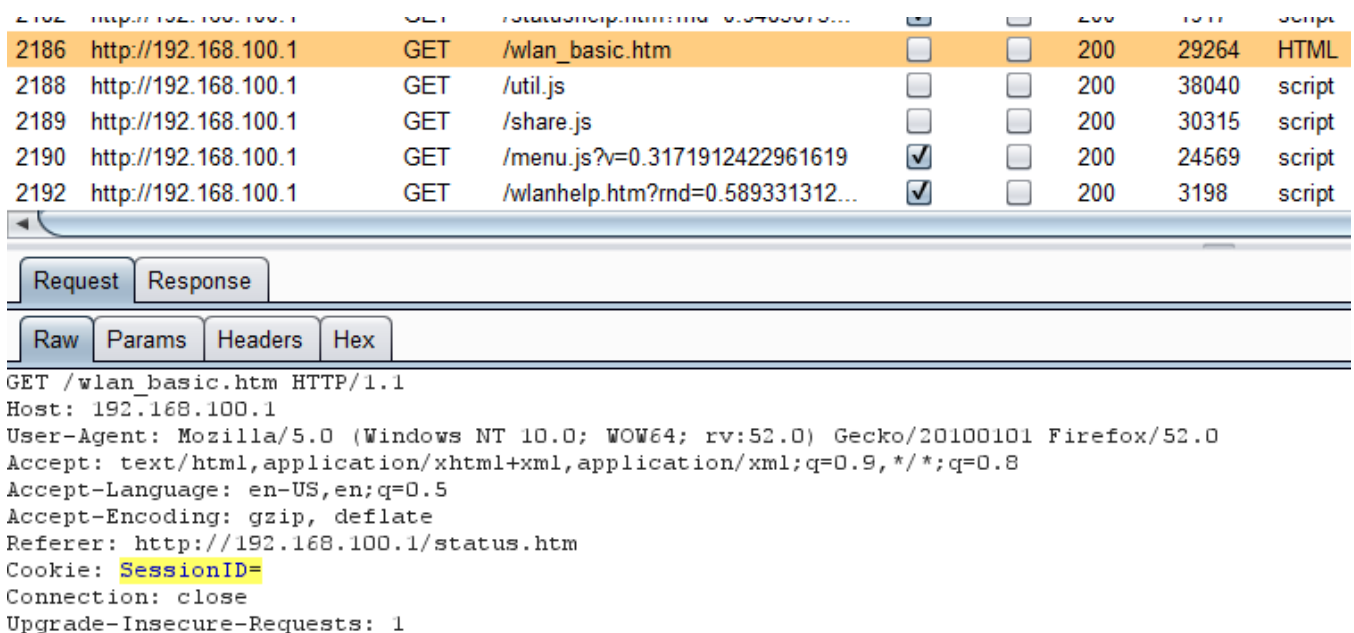 GET
200
script
2186 http://192.168.100.1 GET /wlan_basic.htm 200 29264 HTML
2188 http://192.168.100.1 GET /util.js 200 38040 script
2189 http://192.168.100.1 GET /share.js 200 30315 script
2190 http://192.168.100.1 GET /menu.js?v=0.3171912422961619 200 24569 script
2192 http://192.168.100.1 GET /wlanhelp.htm?rnd=0.589331312... 200 3198 script
Request Response
Raw Params Headers Hex
GET /wlan_basic.htm HTTP/1.1
Host: 192.168.100.1
User-Agent: Mozilla/5.0 (Windows NT 10.0; WOW64; rv:52.0) Gecko/20100101 Firefox/52.0
Accept: text/html,application/xhtml+xml,application/xml;q=0.9,*/*;q=0.8
Accept-Language: en-US,en;q=0.5
Accept-Encoding: gzip, deflate
Referer: http://192.168.100.1/status.htm
Cookie: SessionID=
Connection: close
Upgrade-Insecure-Requests: 1